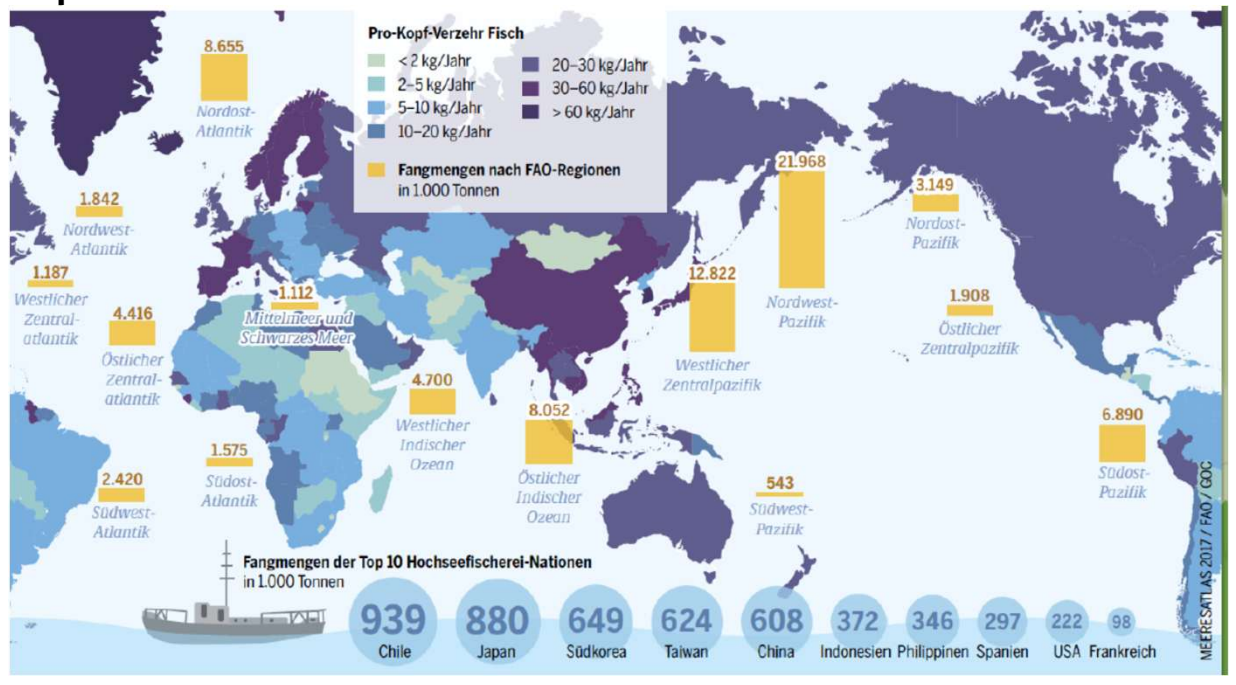 Pro-Kopf-Verzehr Fisch
< 2 kg/Jahr
2–5 kg/Jahr
5–10 kg/Jahr
10–20 kg/Jahr
20–30 kg/Jahr
30–60 kg/Jahr
> 60 kg/Jahr
Fangmengen nach FAO-Regionen
in 1.000 Tonnen
8.655
Nordost-
Atlantik
1.842
Nordwest-
Atlantik
1.187
Westlicher
Zentral-
atlantik
4.416
Östlicher
Zentral-
atlantik
1.112
Mittelmeer und
Schwarzes Meer
21.968
Nordwest-
Pazifik
3.149
Nordost-
Pazifik
12.822
Westlicher
Zentralpazifik
1.908
Östlicher
Zentralpazifik
4.700
Westlicher
Indischer
Ozean
8.052
Östlicher
Indischer
Ozean
6.890
Südost-
Pazifik
1.575
Südost-
Atlantik
2.420
Südwest-
Atlantik
543
Südwest-
Pazifik
Fangmengen der Top 10 Hochseefischerei-Nationen
in 1.000 Tonnen
939
Chile
880
Japan
649
Südkorea
624
Taiwan
608
China
372
Indonesien
346
Philippinen
297
Spanien
222
USA
98
Frankreich
MEERESATLAS 2017 / FAO / GOC